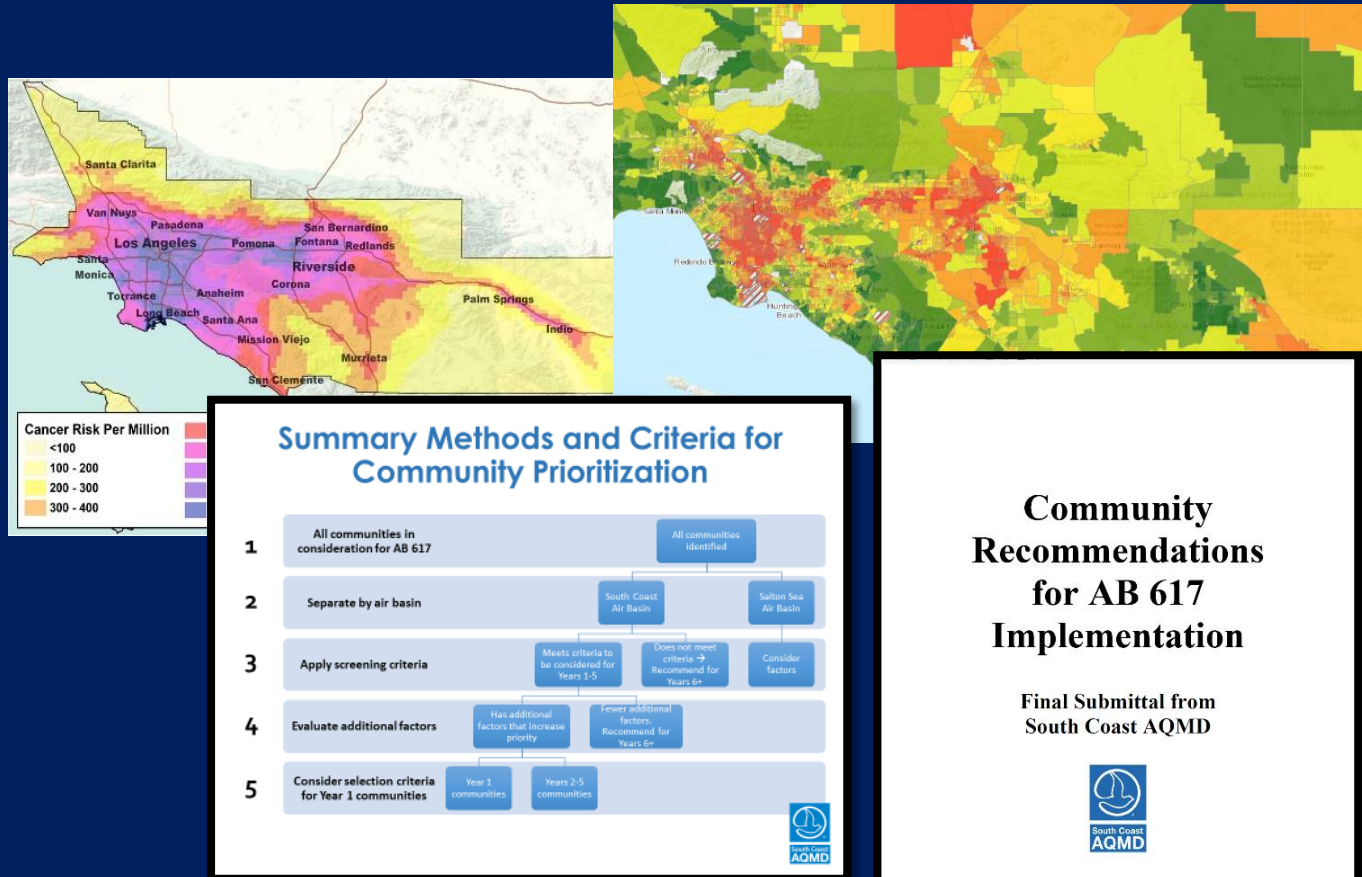 Santa Clarita
Van Nuys
Pasadena
San Bernardino
Los Angeles
Pomona
Fontana
Redlands
Santa
Monica
Riverside
Corona
Torrance
Anaheim
Palm Springs
Long Beach
Santa Ana
Indio
Mission Viejo
Murrieta
San Clemente
Cancer Risk Per Million
<100
100 - 200
200 - 300
300 - 400
Santa Moni
Redondo Be
Hunting
Beach
Summary Methods and Criteria for
Community Prioritization
1
All communities in
consideration for AB 617
All communities
identified
2
Separate by air basin
South Coast
Air Basin
Salton Sea
Air Basin
3
Apply screening criteria
Meets criteria to
be considered for
Years 1-5
Does not meet
criteria →
Recommend for
Years 6+
Consider
factors
4
Evaluate additional factors
Has additional
factors that increase
priority
Fewer additional
factors.
Recommend for
Years 6+
5
Consider selection criteria
for Year 1 communities
Year 1
communities
Years 2-5
communities
South Coast
AQMD
Community
Recommendations
for AB 617
Implementation
Final Submittal from
South Coast AQMD
South Coast
AQMD